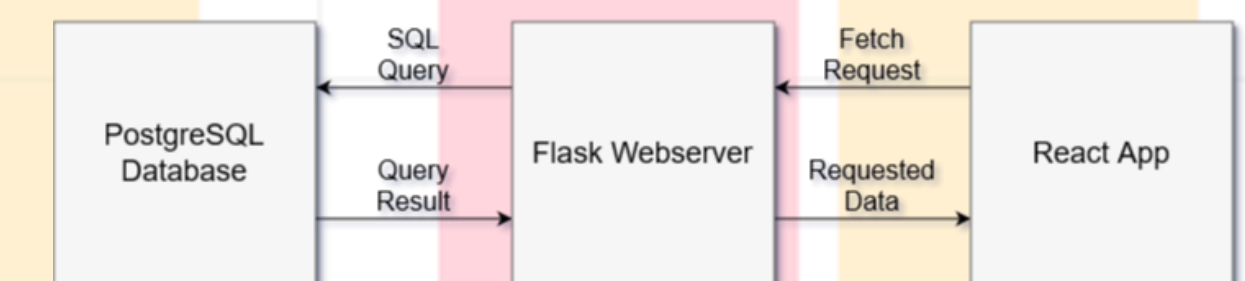 PostgreSQL
Database
SQL
Query
Query
Result
Flask Webserver
Fetch
Request
Requested
Data
React App